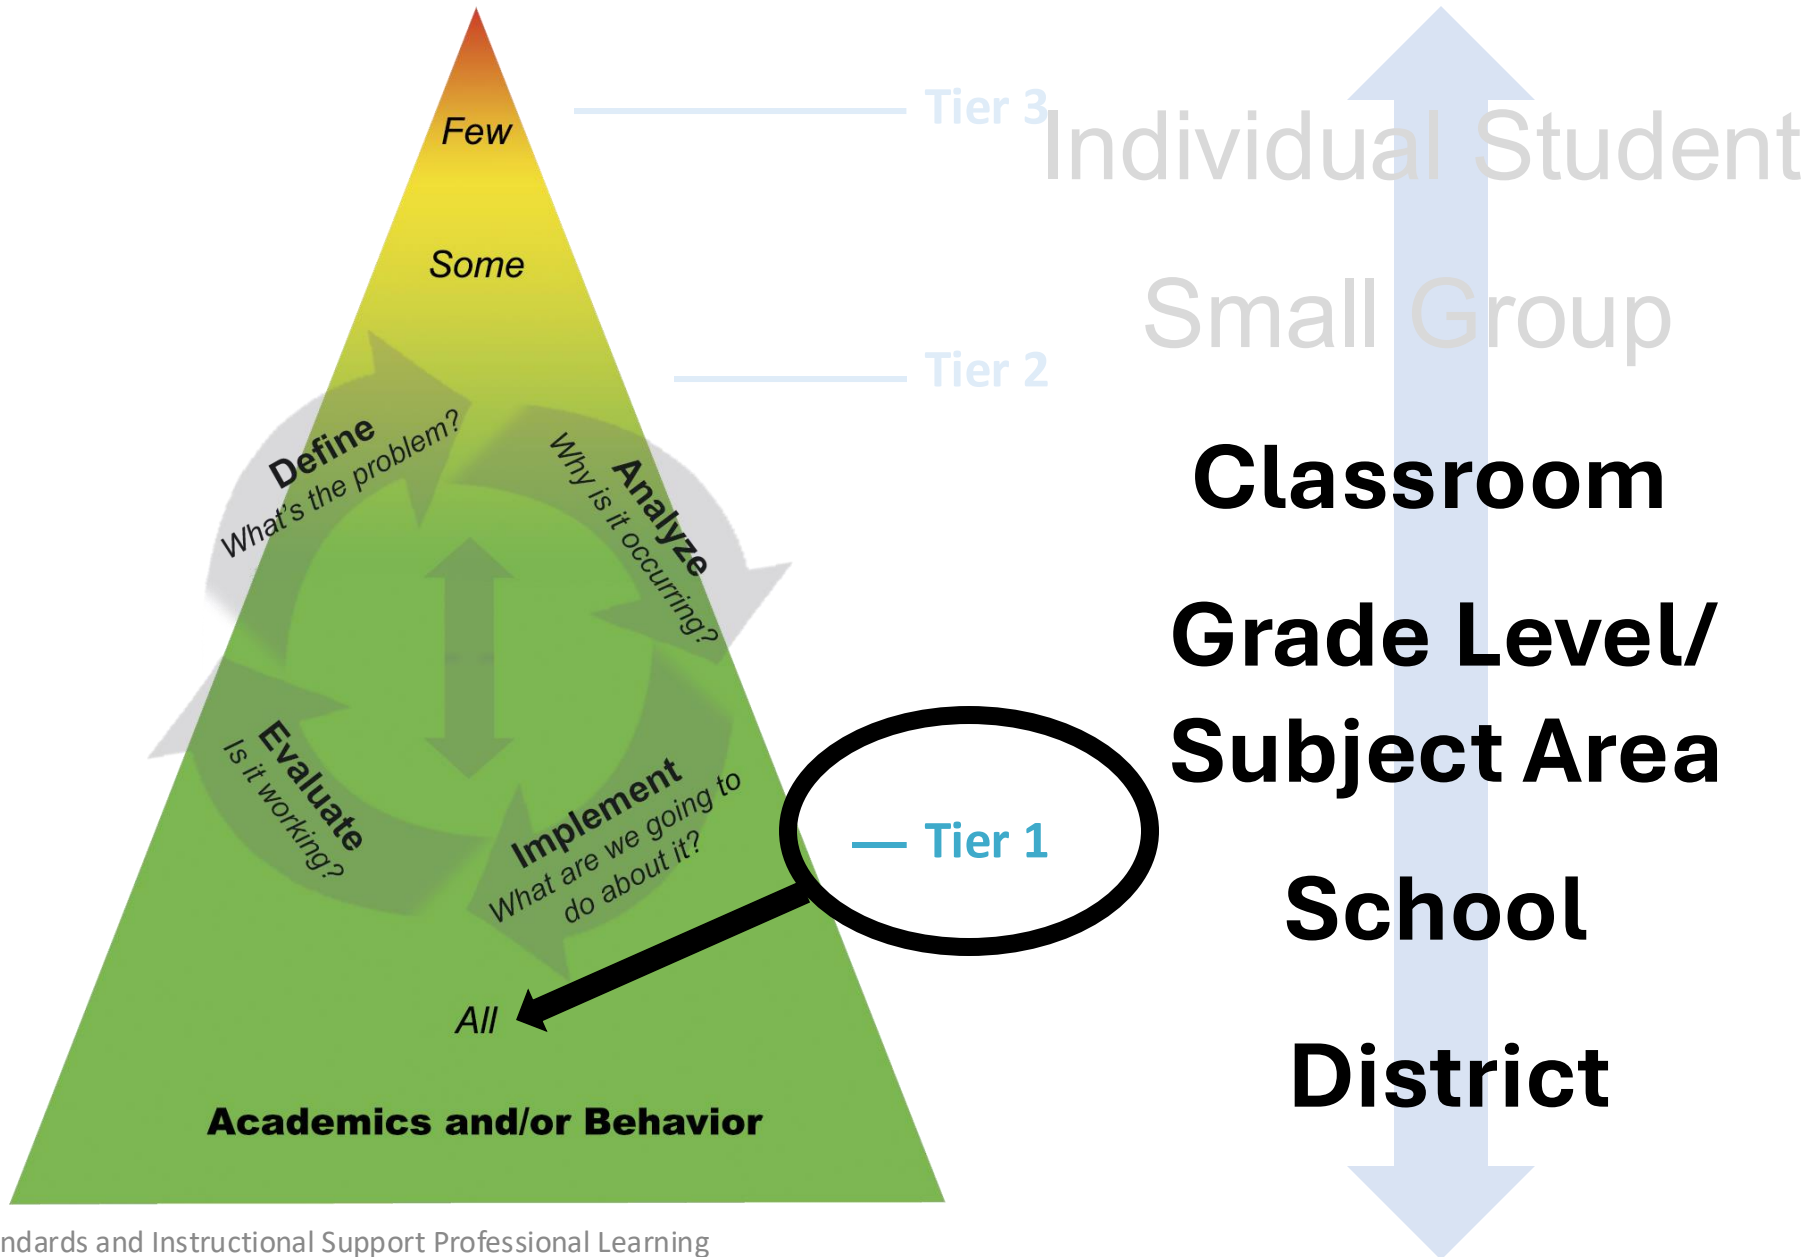 Few
Tier 3
Individual Student
Some
Small Group
Tier 2
Define
What's the problem?
Analyze
Why is it occurring?
Classroom
Grade Level/
Subject Area
Evaluate
Is it working?
Implement
What are we going to
do about it?
Tier 1
School
All
District
Academics and/or Behavior
and Instructional Support Professional Learning